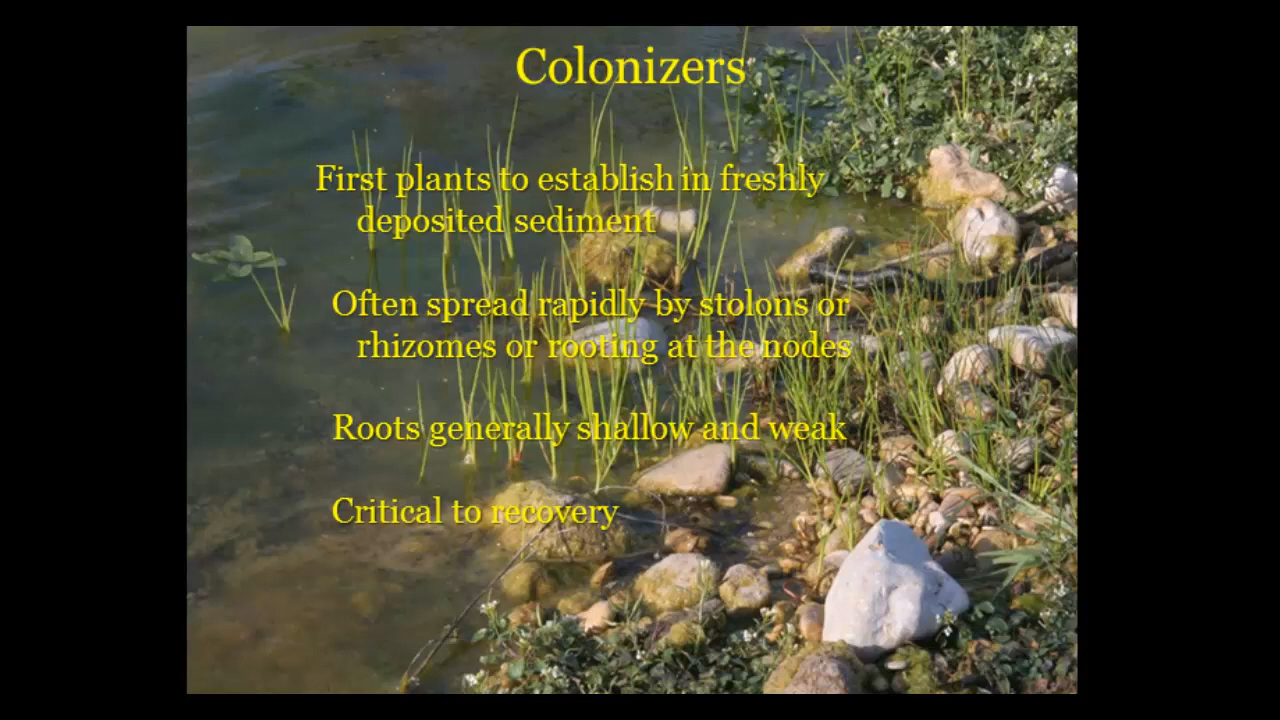 Colonizers
First plants to establish in freshly
deposited sediment
Often spread rapidly by stolons or
rhizomes or rooting at the nodes
Roots generally shallow and weak
Critical to recovery